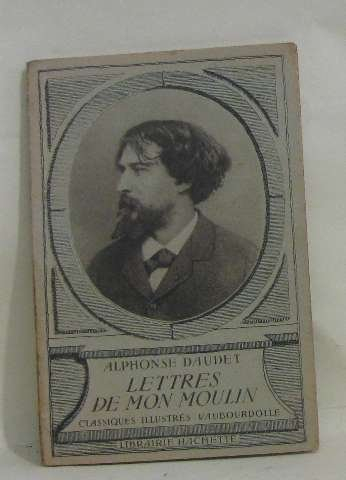 ALPHONSE DAUDET
LETTRES
DE MON MOULIN
CLASSIQUES ILLUSTRÉS VAUBOURDOLLE
LIBRAIRIE HACHETTE